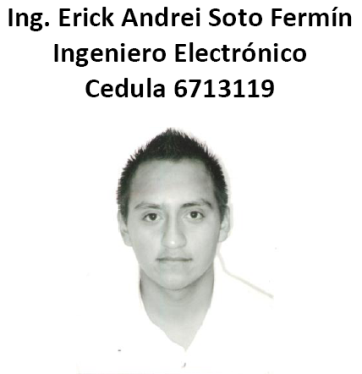 Ing. Erick Andrei Soto Fermín
Ingeniero Electrónico
Cedula 6713119